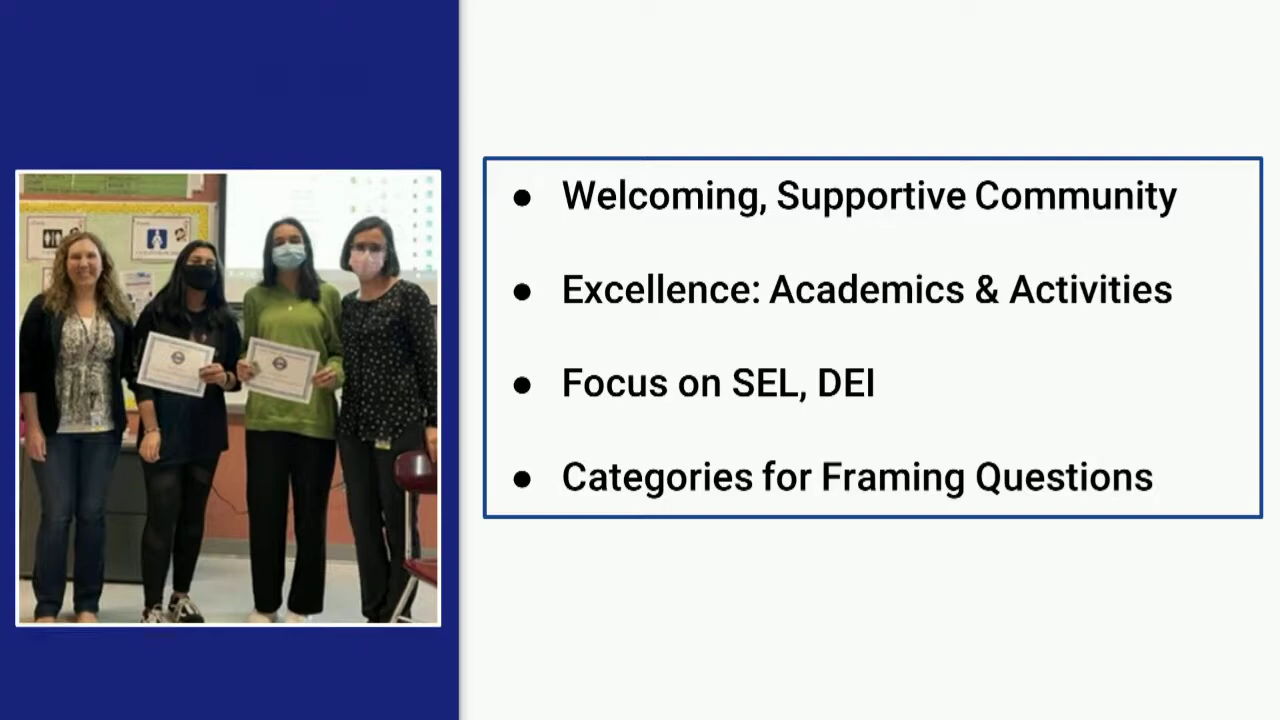 ● Welcoming, Supportive Community
● Excellence: Academics & Activities
● Focus on SEL, DEI
● Categories for Framing Questions